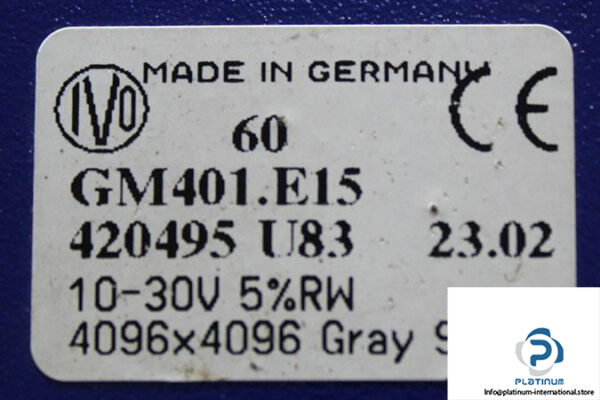 IVO
MADE IN GERMANY
CE
60
GM401.E15
420495 U83 23.02
10-30V 5%RW
4096x4096 Gray
PLATINUM
Info@platinum-international.store